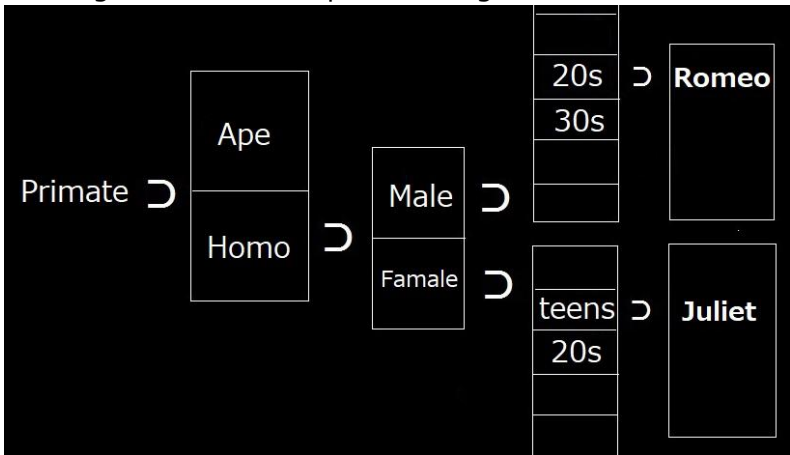 Primate ⊃
Ape
Homo ⊃
Male ⊃
Famale ⊃
20s ⊃
30s
Romeo
teens ⊃
20s
Juliet